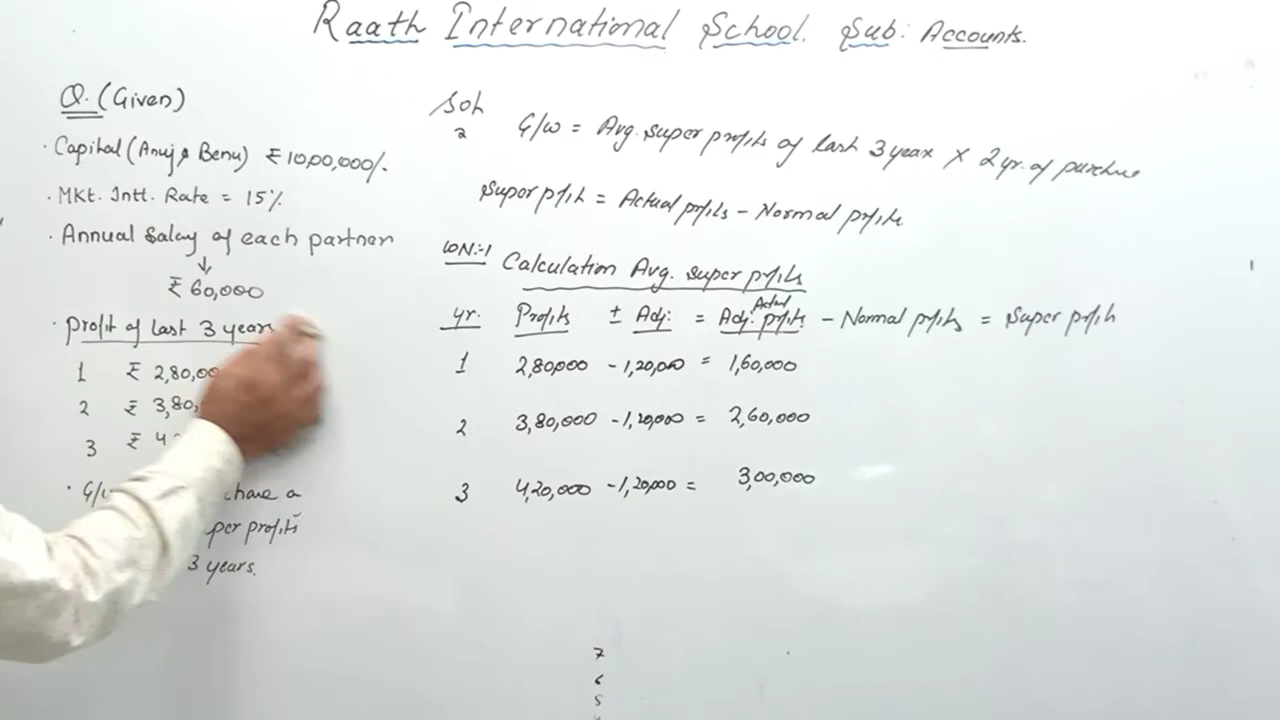 Raath International School. Sub: Accounts.
Q. (Given)
· Capital (Anuj & Benu) ₹ 10,00,000/-
· Mkt. Intt. Rate = 15%
· Annual Salary of each partner
↓
₹ 60,000
· Profit of last 3 years
1 ₹ 2,80,00
2 ₹ 3,80,
3 ₹ 4
· G/w chase a
per profits
3 years.
Sol
G/w = Avg. super profits of last 3 year × 2 yr. of purchase
Super profit = Actual profits - Normal profits
WN:-1 Calculation Avg. super profits
Actual
yr. Profits ± Adj: = Adj. profits - Normal profits = Super profit
1 2,80,000 - 1,20,000 = 1,60,000
2 3,80,000 - 1,20,000 = 2,60,000
3 4,20,000 - 1,20,000 = 3,00,000
7
6
5